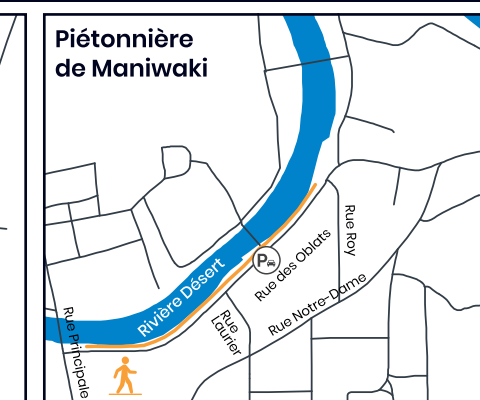 Piétonnière
de Maniwaki
Rue Roy
P
Rue des Oblats
Rivière Désert
Rue Notre-Dame
Rue
Laurier
Rue Principale